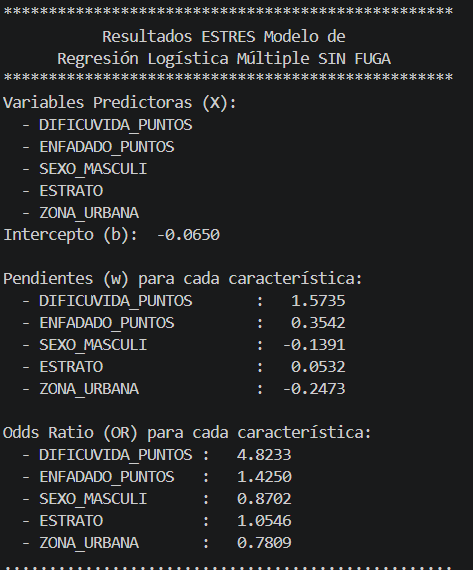 **************************************************
Resultados ESTRES Modelo de
Regresión Logística Múltiple SIN FUGA
**************************************************
Variables Predictoras (X):
- DIFICUVIDA_PUNTOS
- ENFADADO_PUNTOS
- SEXO_MASCULI
- ESTRATO
- ZONA_URBANA
Intercepto (b): -0.0650
Pendientes (w) para cada característica:
- DIFICUVIDA_PUNTOS : 1.5735
- ENFADADO_PUNTOS : 0.3542
- SEXO_MASCULI : -0.1391
- ESTRATO : 0.0532
- ZONA_URBANA : -0.2473
Odds Ratio (OR) para cada característica:
- DIFICUVIDA_PUNTOS : 4.8233
- ENFADADO_PUNTOS : 1.4250
- SEXO_MASCULI : 0.8702
- ESTRATO : 1.0546
- ZONA_URBANA : 0.7809